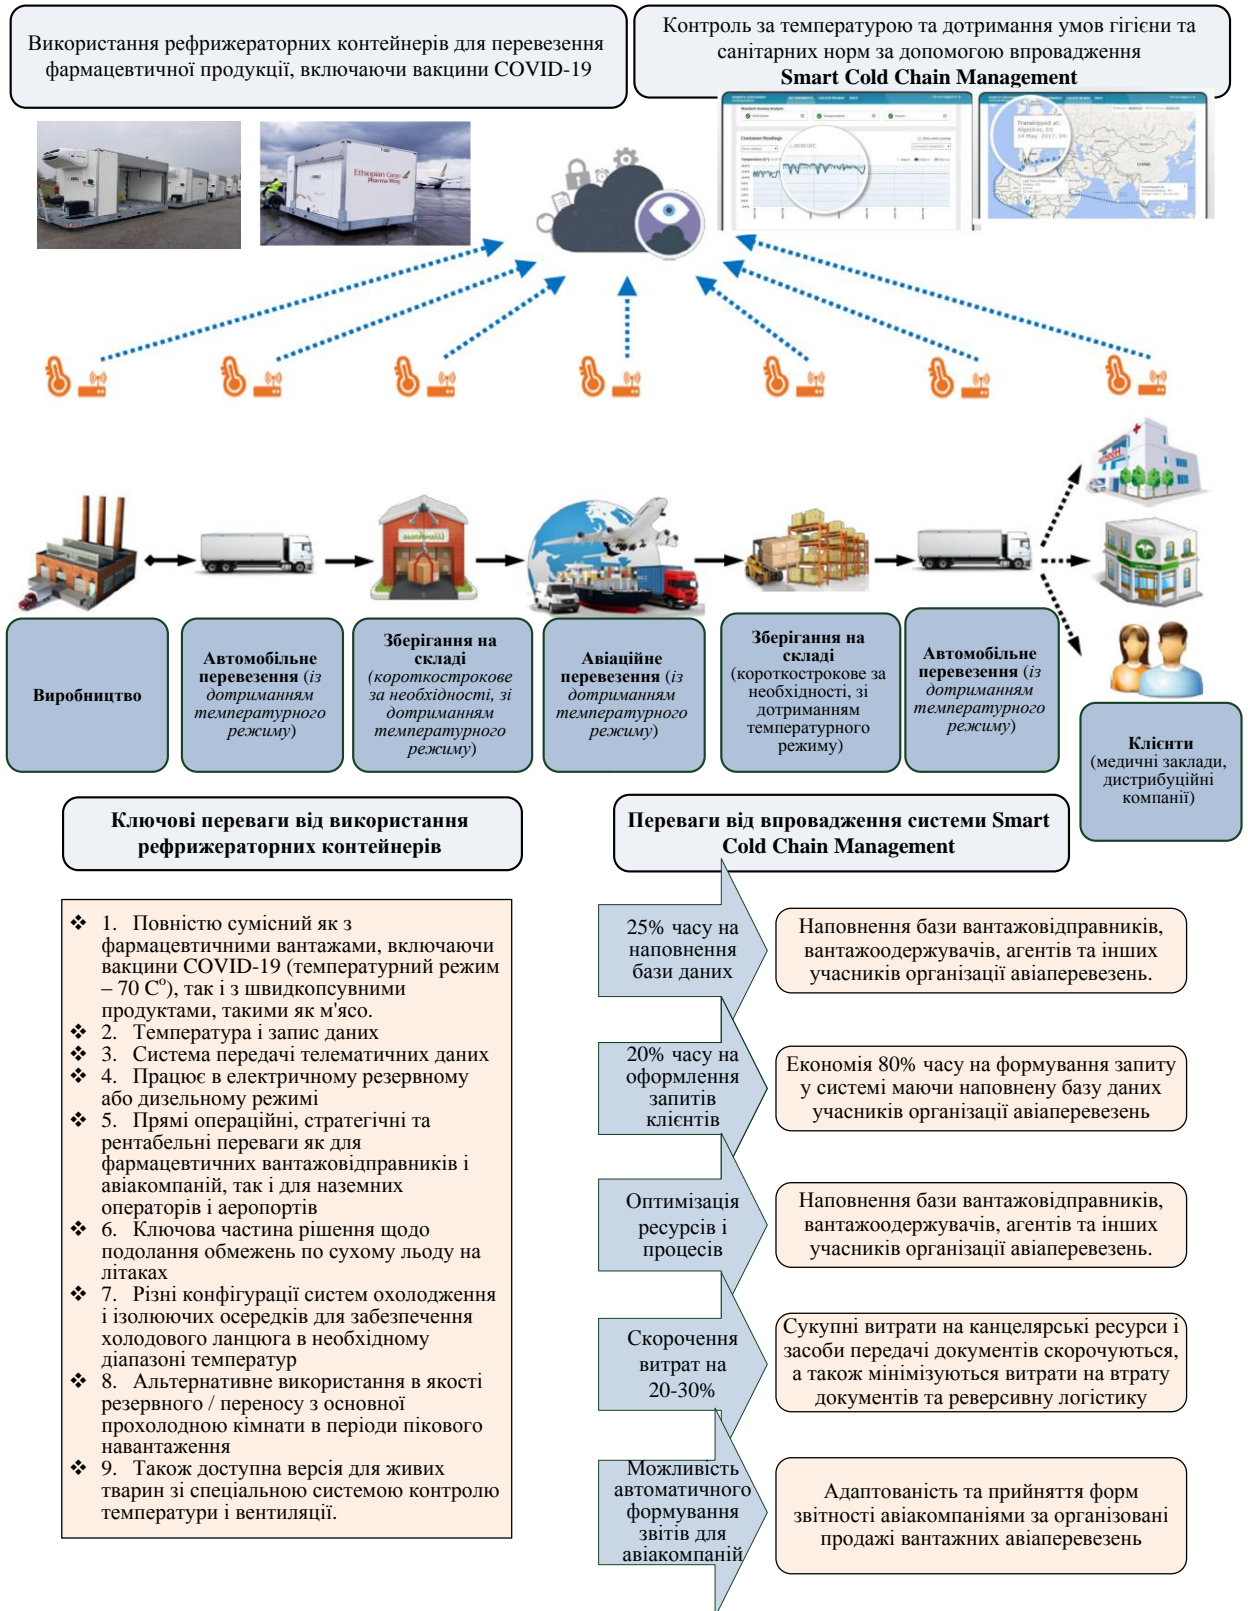 Використання рефрижераторних контейнерів для перевезення
фармацевтичної продукції, включаючи вакцини COVID-19
Контроль за температурою та дотримання умов гігієни та
санітарних норм за допомогою впровадження
Smart Cold Chain Management
Ethiopian Cargo
Pharma Wing
Container Readings
Transhipped at:
Algeciras, ES
CHINA
Виробництво
Автомобільне
перевезення (із
дотриманням
температурного
режиму)
Зберігання на
складі
(короткострокове
за необхідності, зі
дотриманням
температурного
режиму)
Авіаційне
перевезення (із
дотриманням
температурного
режиму)
Зберігання на
складі
(короткострокове за
необхідності, зі
дотриманням
температурного
режиму)
Автомобільне
перевезення (із
дотриманням
температурного
режиму)
Клієнти
(медичні заклади,
дистрибуційні
компанії)
Ключові переваги від використання
рефрижераторних контейнерів
❖ 1. Повністю сумісний як з
фармацевтичними вантажами, включаючи
вакцини COVID-19 (температурний режим
– 70 Сº), так і з швидкопсувними
продуктами, такими як м'ясо.
❖ 2. Температура і запис даних
❖ 3. Система передачі телематичних даних
❖ 4. Працює в електричному резервному
або дизельному режимі
❖ 5. Прямі операційні, стратегічні та
рентабельні переваги як для
фармацевтичних вантажовідправників і
авіакомпаній, так і для наземних
операторів і аеропортів
❖ 6. Ключова частина рішення щодо
подолання обмежень по сухому льоду на
літаках
❖ 7. Різні конфігурації систем охолодження
і ізолюючих осередків для забезпечення
холодового ланцюга в необхідному
діапазоні температур
❖ 8. Альтернативне використання в якості
резервного / переносу з основної
прохолодною кімнати в періоди пікового
навантаження
❖ 9. Також доступна версія для живих
тварин зі спеціальною системою контролю
температури і вентиляції.
Переваги від впровадження системи Smart
Cold Chain Management
25% часу на
наповнення
бази даних
Наповнення бази вантажовідправників,
вантажоодержувачів, агентів та інших
учасників організації авіаперевезень.
20% часу на
оформлення
запитів
клієнтів
Економія 80% часу на формування запиту
у системі маючи наповнену базу даних
учасників організації авіаперевезень
Оптимізація
ресурсів і
процесів
Наповнення бази вантажовідправників,
вантажоодержувачів, агентів та інших
учасників організації авіаперевезень.
Скорочення
витрат на
20-30%
Сукупні витрати на канцелярські ресурси і
засоби передачі документів скорочуються,
а також мінімізуються витрати на втрату
документів та реверсивну логістику
Можливість
автоматичного
формування
звітів для
авіакомпаній
Адаптованість та прийняття форм
звітності авіакомпаніями за організовані
продажі вантажних авіаперевезень